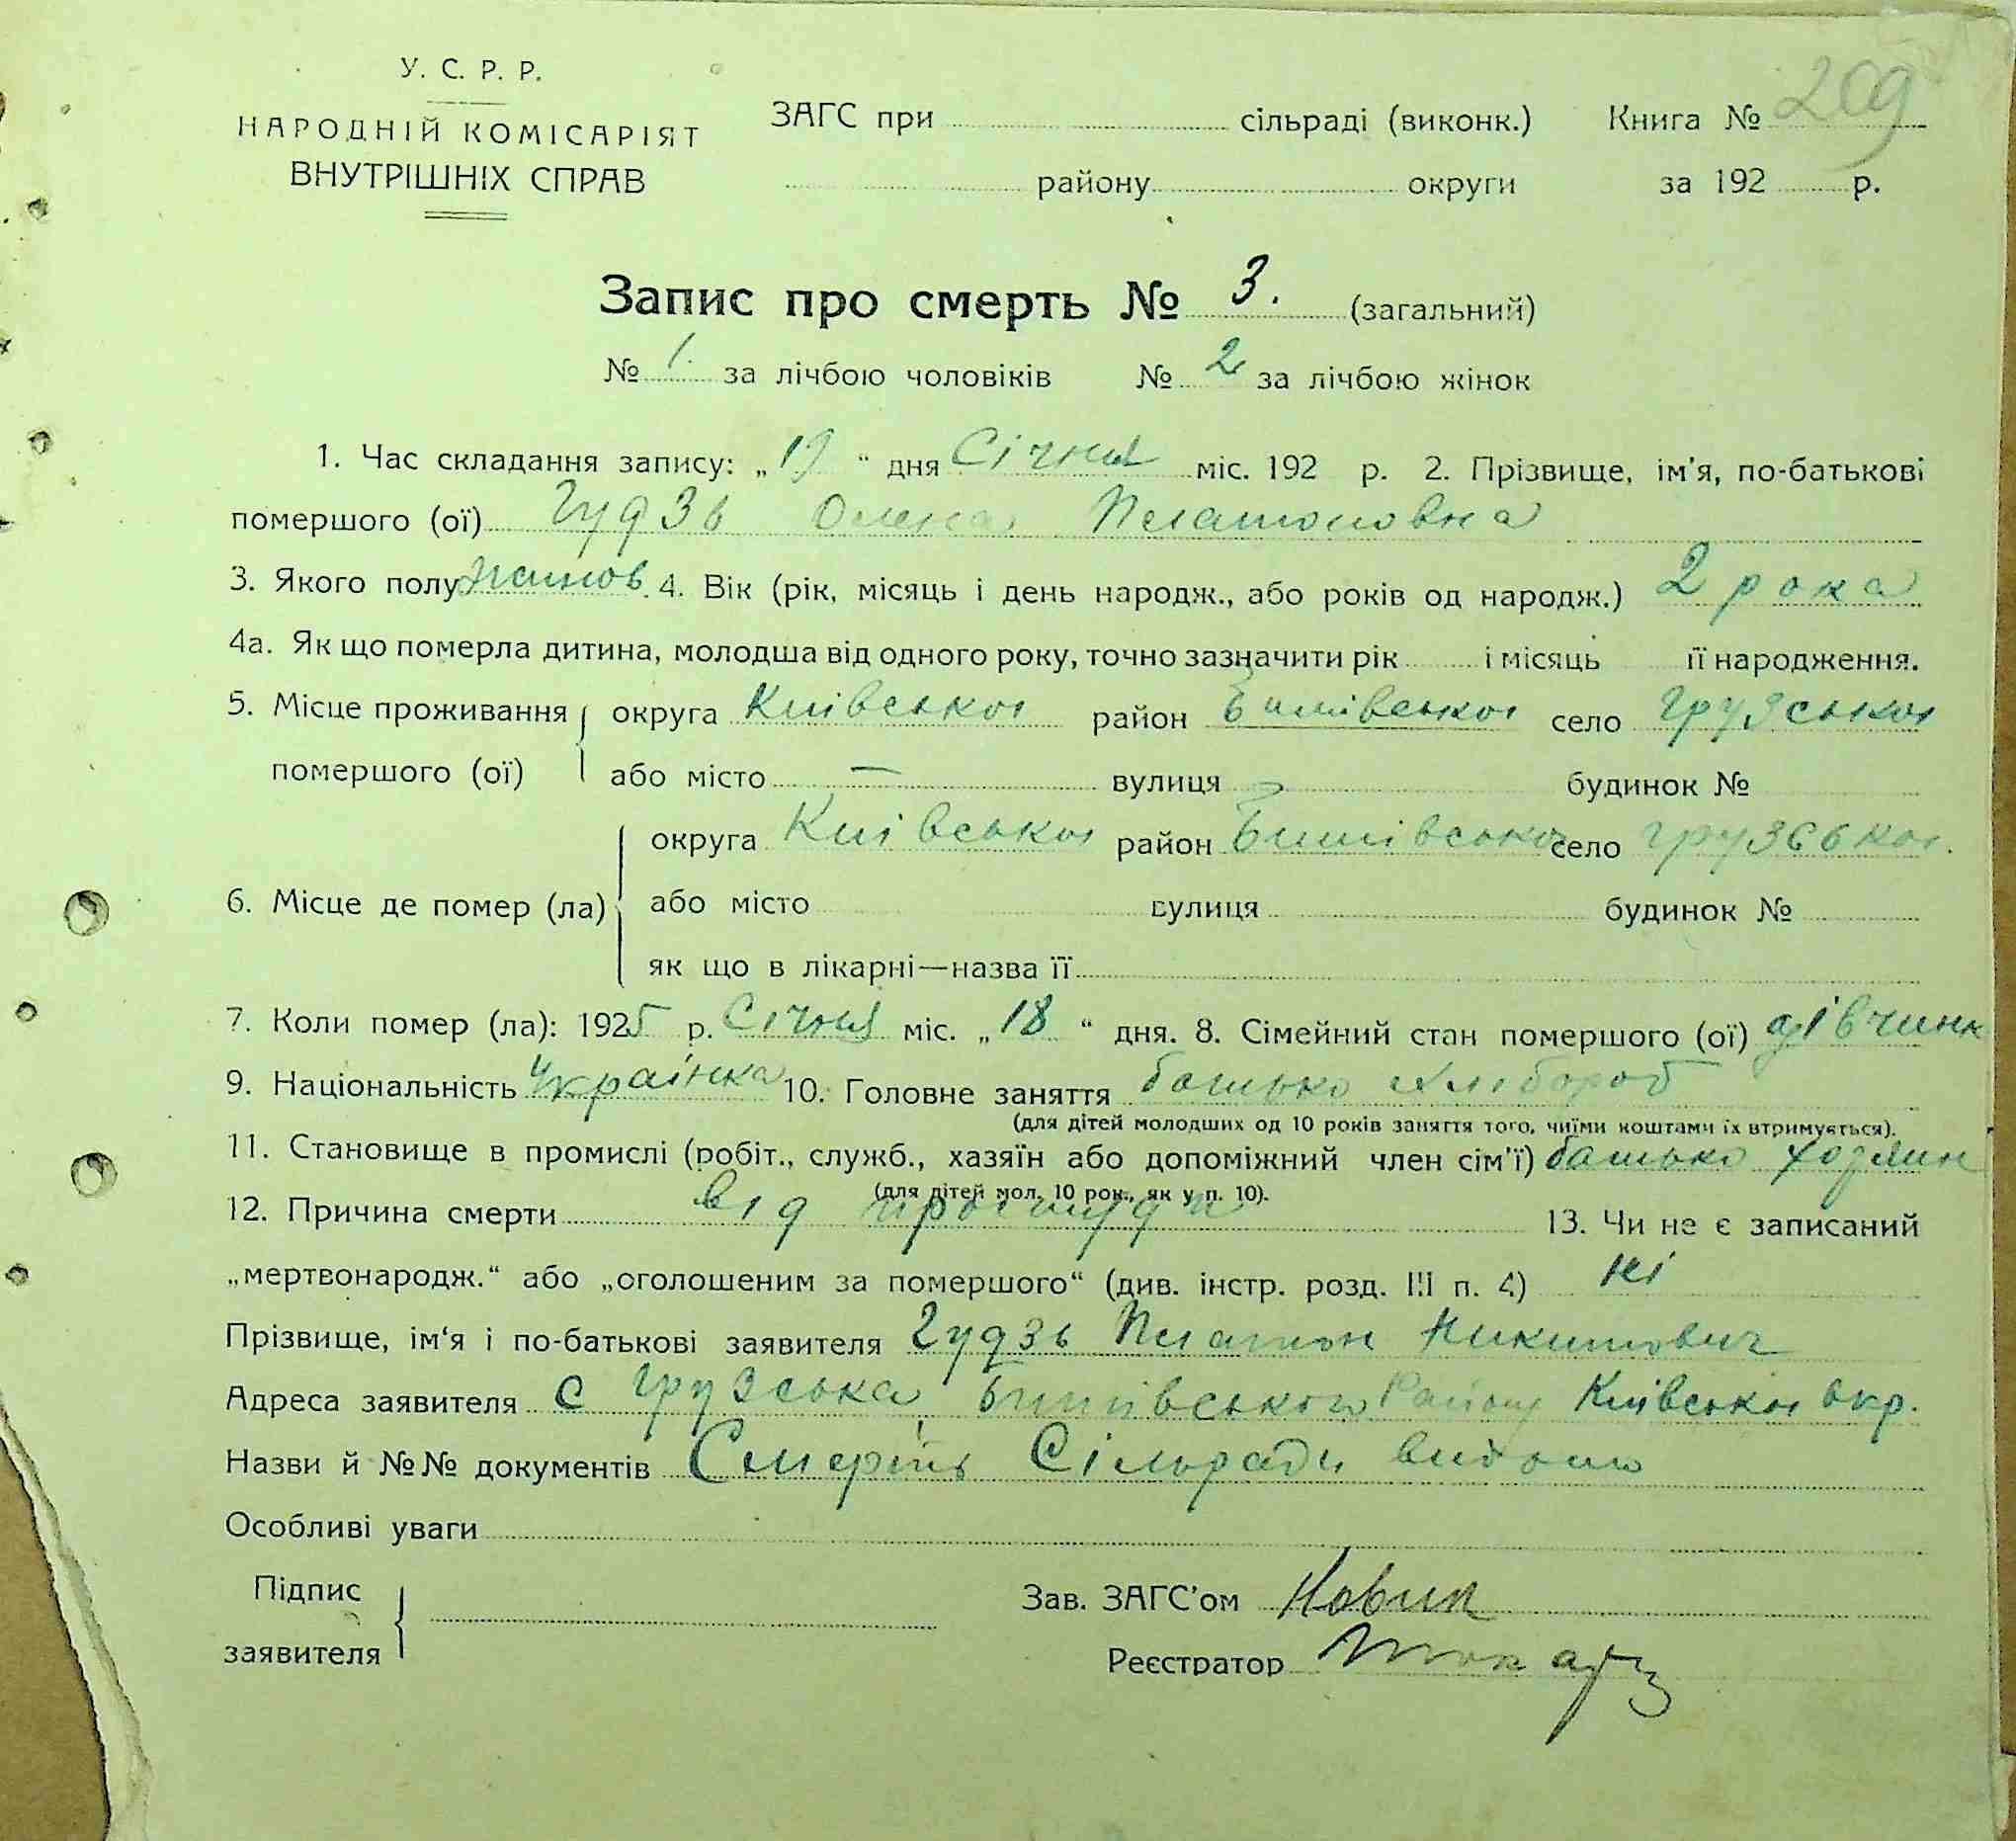 209
У. С. Р. Р.
НАРОДНІЙ КОМІСАРІЯТ
ВНУТРІШНІХ СПРАВ
ЗАГС при сільраді (виконк.) Книга №
району округи за 192 р.
Запис про смерть № 3. (загальний)
№ 1. за лічбою чоловіків № 2 за лічбою жінок
1. Час складання запису: „19“ дня Січня міс. 192 р. 2. Прізвище, ім'я, по-батькові
помершого (ої) Гудзь Олена Платоновна
3. Якого полу 4. Вік (рік, місяць і день народж., або років од народж.) 2 рока
4а. Як що померла дитина, молодша від одного року, точно зазначити рік і місяць її народження.
5. Місце проживання округа Київської район Бишівської село Грузської
помершого (ої) або місто — вулиця — будинок №
округа Київської район Бишівської село Грузської.
6. Місце де помер (ла) або місто вулиця будинок №
як що в лікарні—назва її
7. Коли помер (ла): 1925 р. Січня міс. „18“ дня. 8. Сімейний стан помершого (ої) дівчинк
9. Національність Українка 10. Головне заняття батько хлібороб
(для дітей молодших од 10 років заняття того, чиїми коштами їх втримується).
11. Становище в промислі (робіт., служб., хазяїн або допоміжний член сім'ї) батько
(для дітей мол. 10 рок., як у п. 10).
12. Причина смерти від простуди 13. Чи не є записаний
„мертвонародж.“ або „оголошеним за помершого“ (див. інстр. розд. III п. 4) ні
Прізвище, ім'я і по-батькові заявителя Гудзь Платон Никитович
Адреса заявителя с Грузська Бишівського Району Київської Окр.
Назви й №№ документів Смерть Сільради видомо
Особливі уваги
Підпис
заявителя
Зав. ЗАГС'ом Новик
Реєстратор